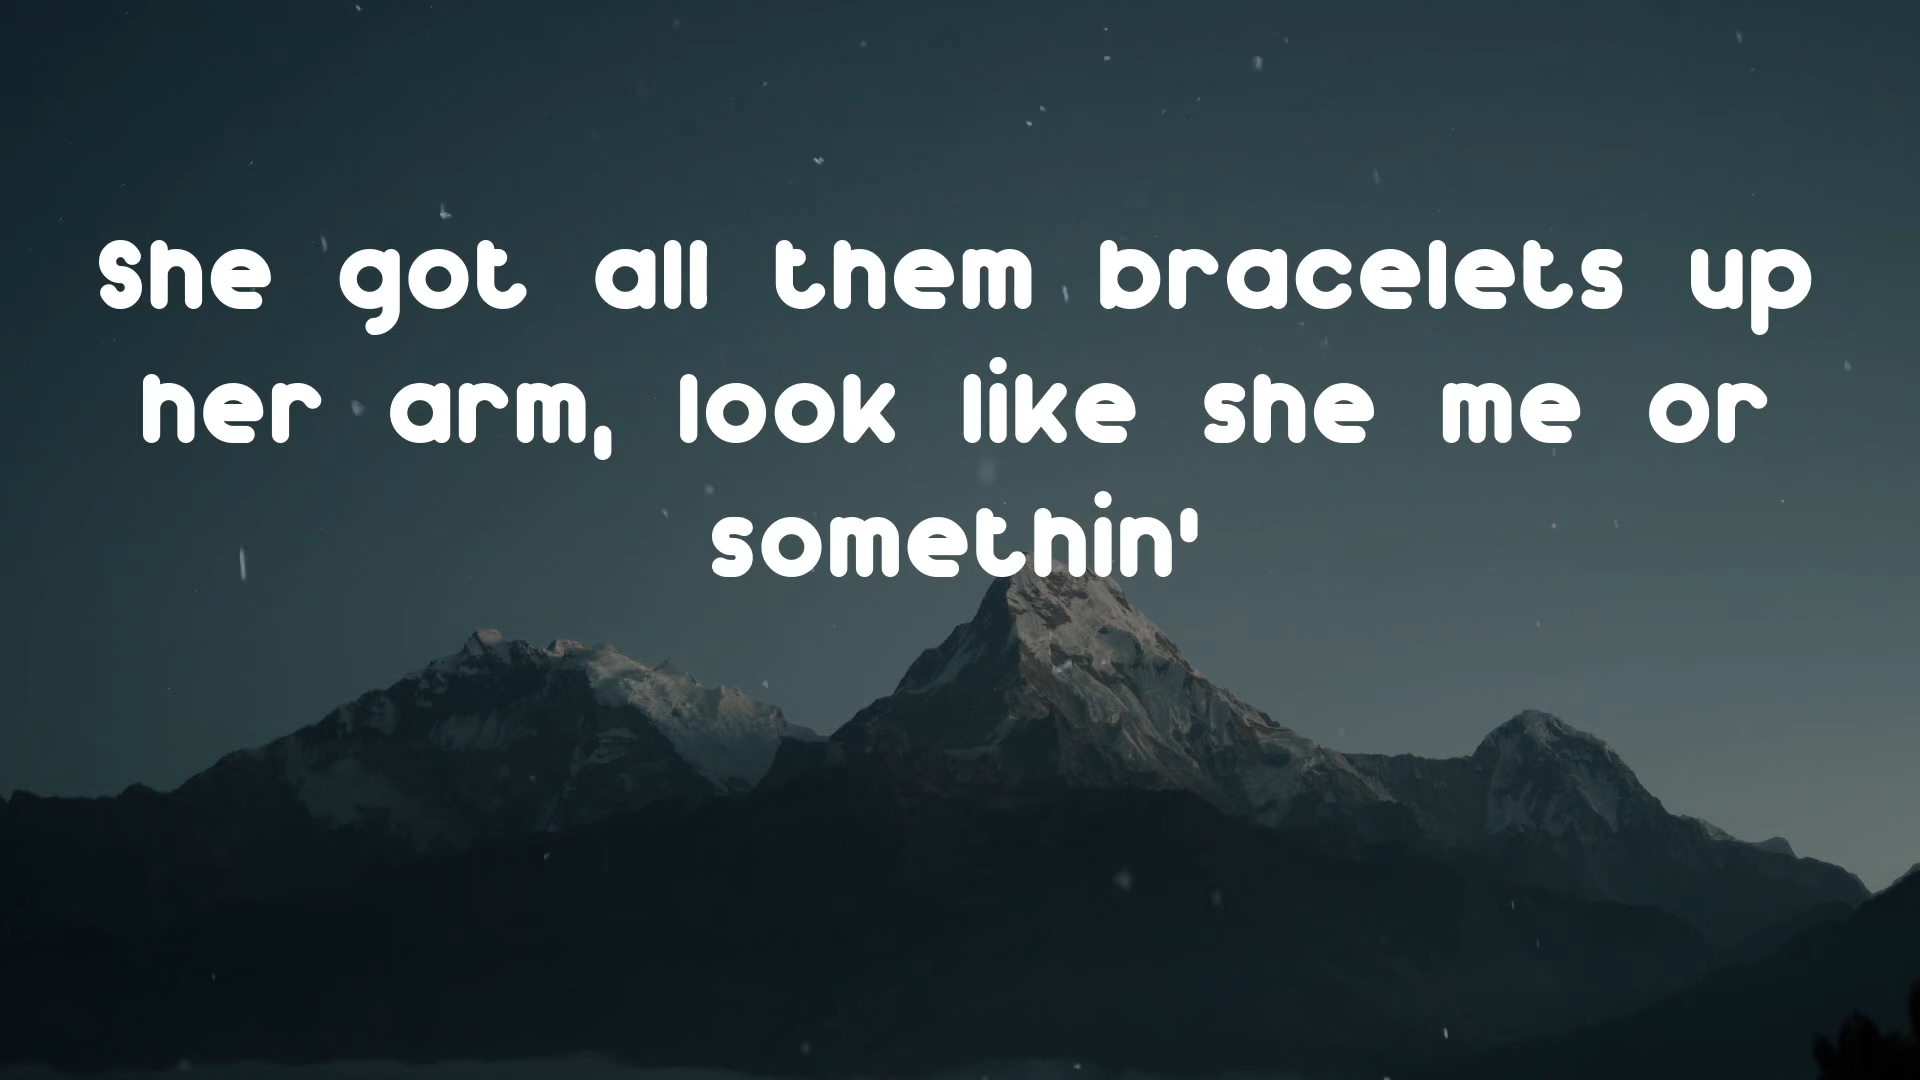 She got all them bracelets up
her arm, look like she me or
somethin'